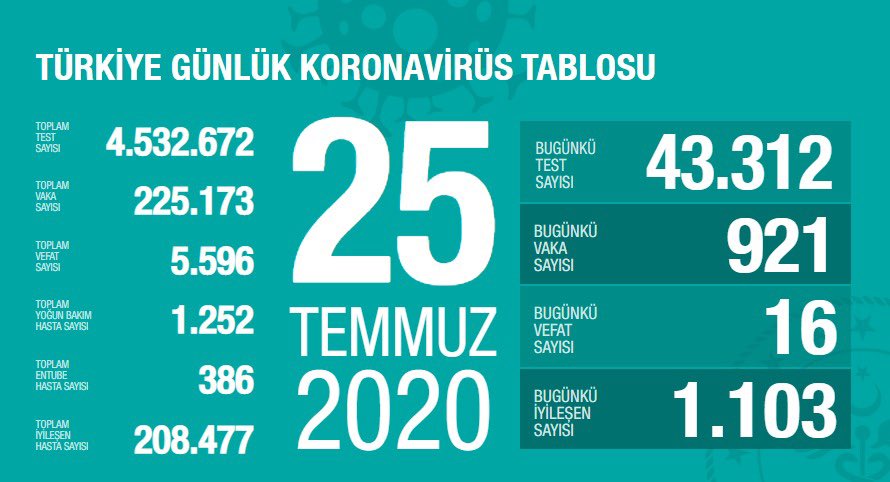 TÜRKİYE GÜNLÜK KORONAVİRÜS TABLOSU
TOPLAM
TEST
SAYISI
4.532.672
TOPLAM
VAKA
SAYISI
225.173
TOPLAM
VEFAT
SAYISI
5.596
TOPLAM
YOĞUN BAKIM
HASTA SAYISI
1.252
TOPLAM
ENTUBE
HASTA SAYISI
386
TOPLAM
İYİLEŞEN
HASTA SAYISI
208.477
25
TEMMUZ
2020
BUGÜNKÜ
TEST
SAYISI
43.312
BUGÜNKÜ
VAKA
SAYISI
921
BUGÜNKÜ
VEFAT
SAYISI
16
BUGÜNKÜ
İYİLEŞEN
SAYISI
1.103